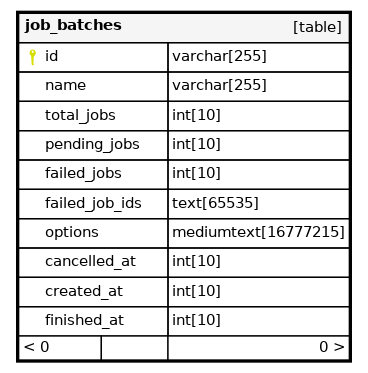 job_batches [table]
id varchar[255]
name varchar[255]
total_jobs int[10]
pending_jobs int[10]
failed_jobs int[10]
failed_job_ids text[65535]
options mediumtext[16777215]
cancelled_at int[10]
created_at int[10]
finished_at int[10]
< 0 0 >